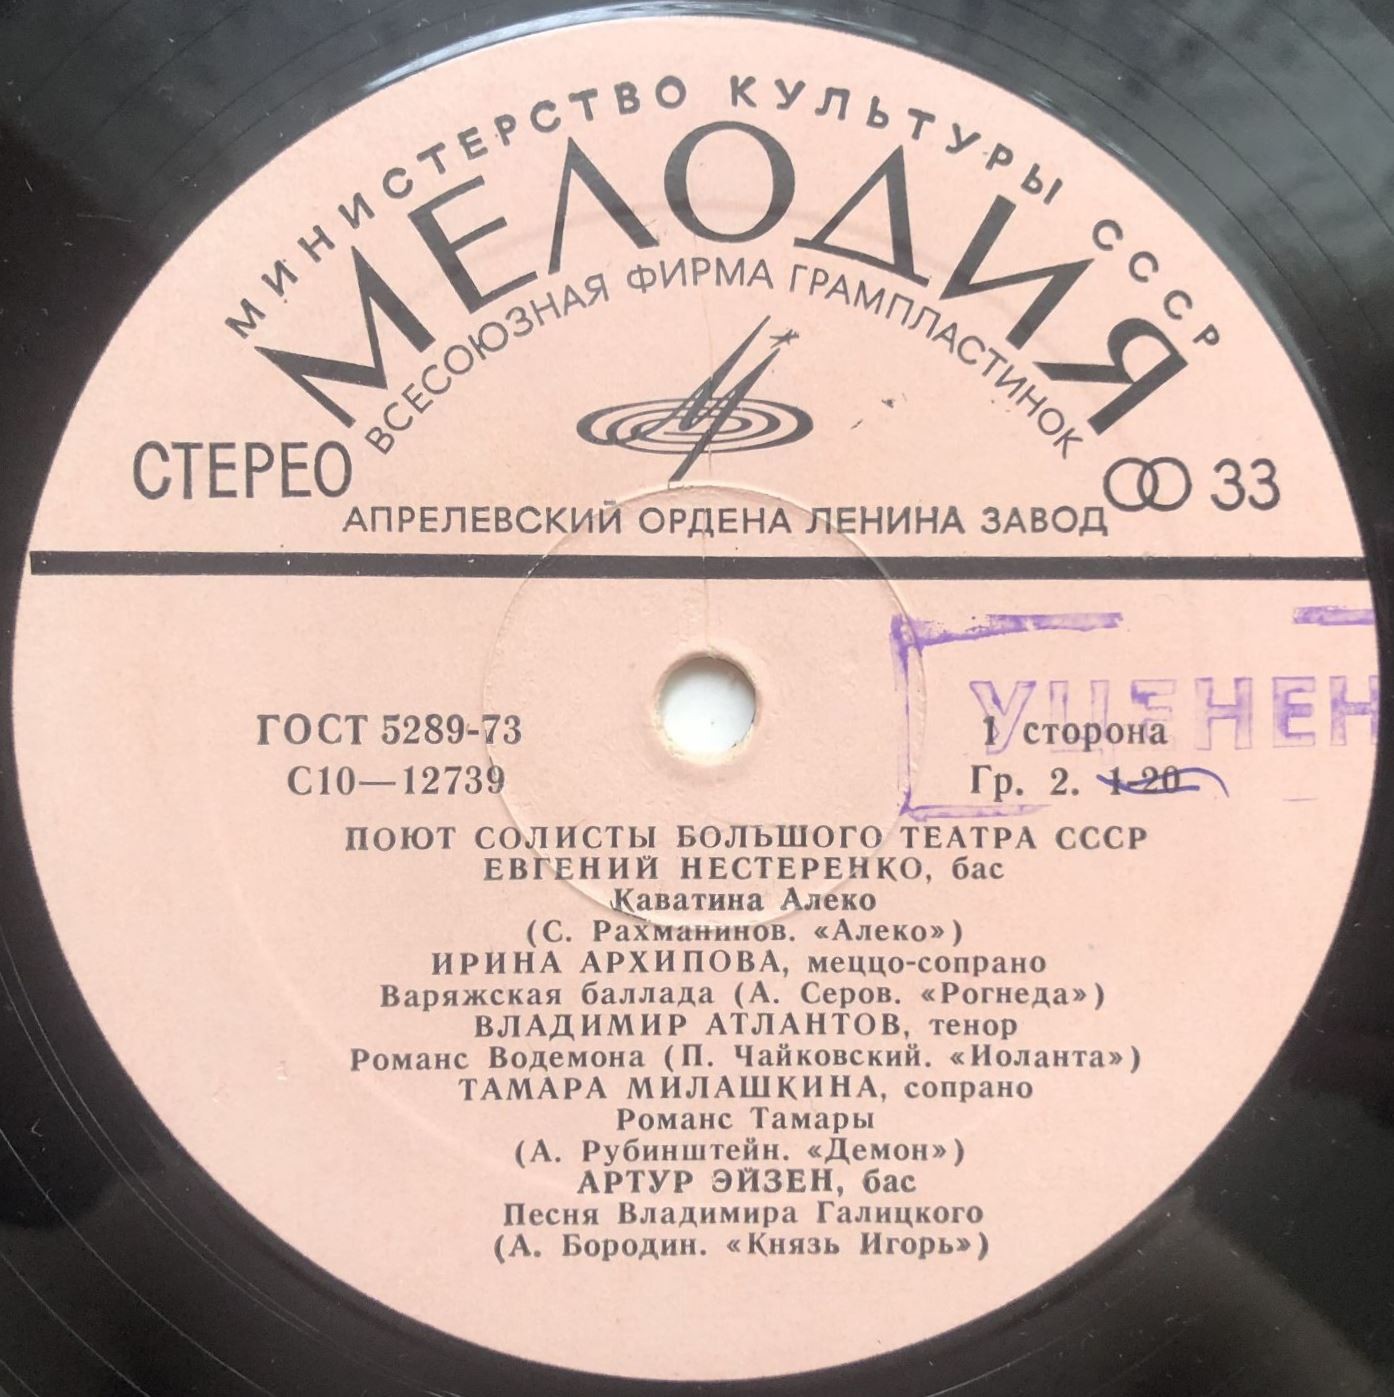 МИНИСТЕРСТВО КУЛЬТУРЫ СССР
МЕЛОДИЯ
ВСЕСОЮЗНАЯ ФИРМА ГРАМПЛАСТИНОК
СТЕРЕО
33
АПРЕЛЕВСКИЙ ОРДЕНА ЛЕНИНА ЗАВОД
УЦЕНЕН
ГОСТ 5289-73
1 сторона
С10—12739
Гр. 2. 1-20
ПОЮТ СОЛИСТЫ БОЛЬШОГО ТЕАТРА СССР
ЕВГЕНИЙ НЕСТЕРЕНКО, бас
Каватина Алеко
(С. Рахманинов. «Алеко»)
ИРИНА АРХИПОВА, меццо-сопрано
Варяжская баллада (А. Серов. «Рогнеда»)
ВЛАДИМИР АТЛАНТОВ, тенор
Романс Водемона (П. Чайковский. «Иоланта»)
ТАМАРА МИЛАШКИНА, сопрано
Романс Тамары
(А. Рубинштейн. «Демон»)
АРТУР ЭЙЗЕН, бас
Песня Владимира Галицкого
(А. Бородин. «Князь Игорь»)